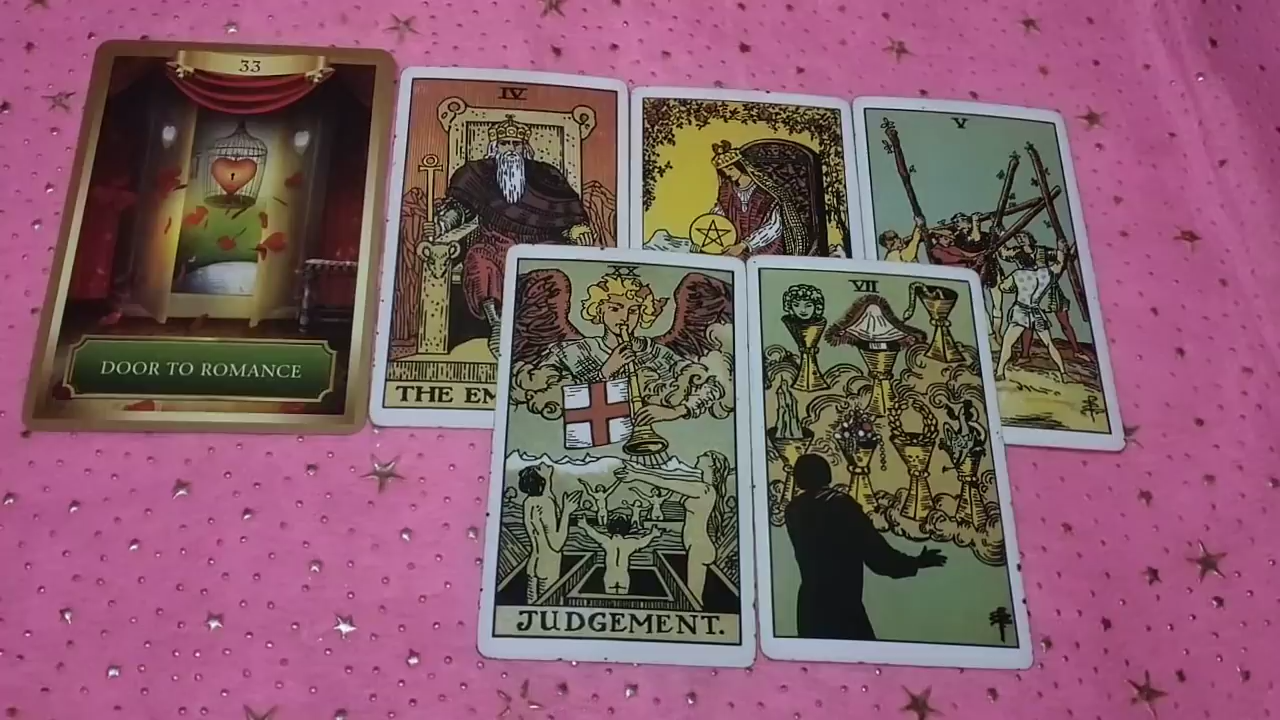 33
DOOR TO ROMANCE
IV
THE EM
V
XX
JUDGEMENT.
VII